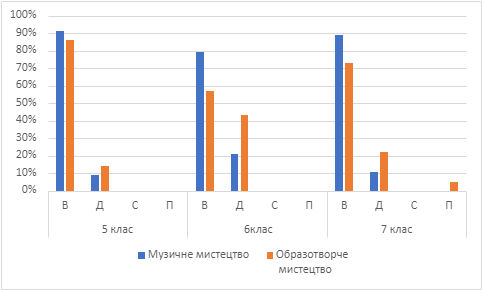 100%
90%
80%
70%
60%
50%
40%
30%
20%
10%
0%
В Д С П В Д С П В Д С П
5 клас 6клас 7 клас
Музичне мистецтво Образотворче
мистецтво